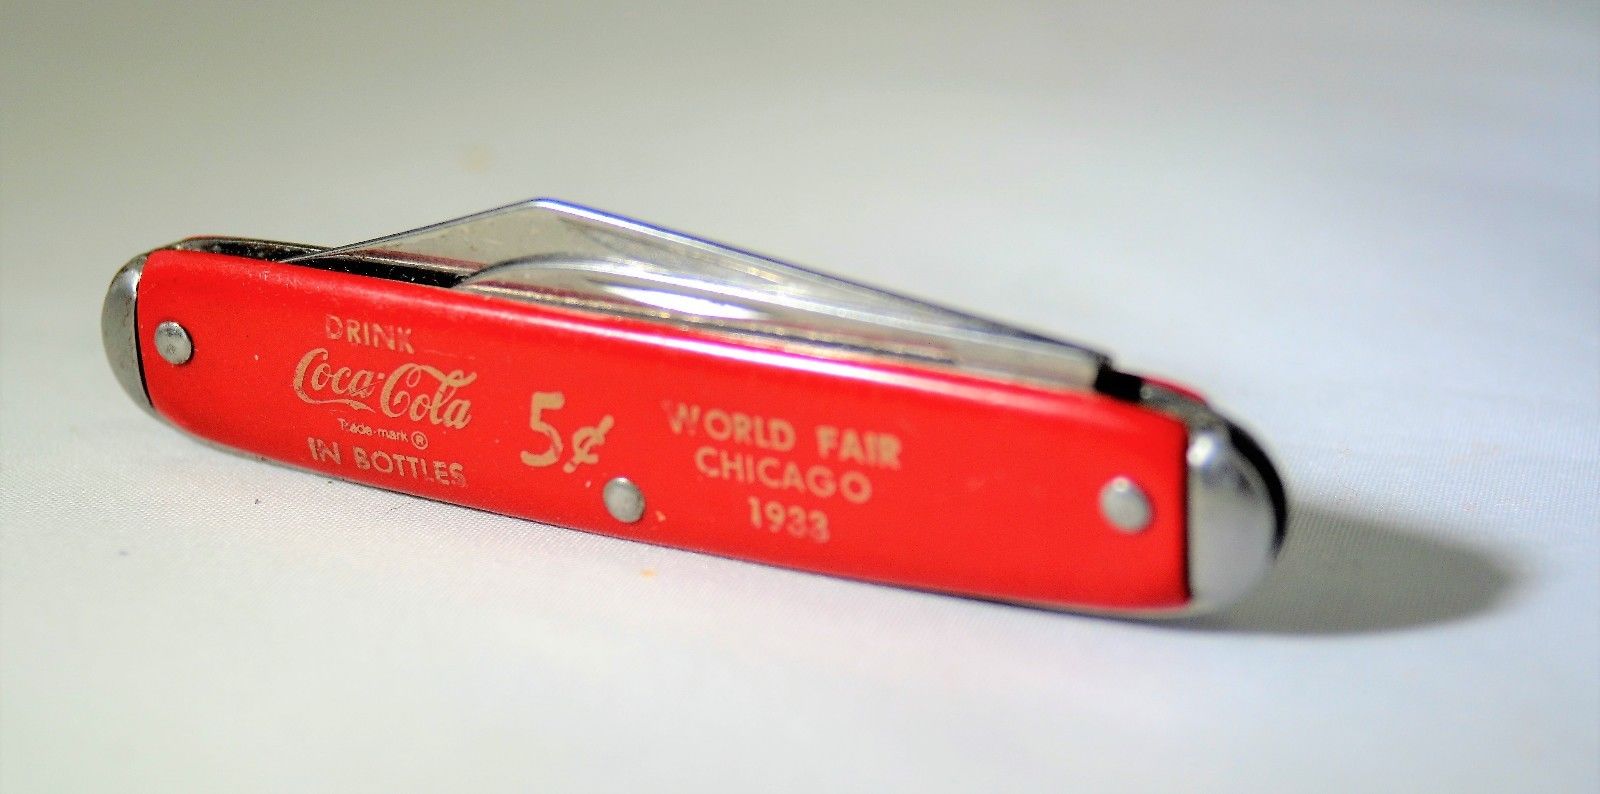 DRINK
Coca-Cola
Trade-mark ®
IN BOTTLES
5¢
WORLD FAIR
CHICAGO
1933